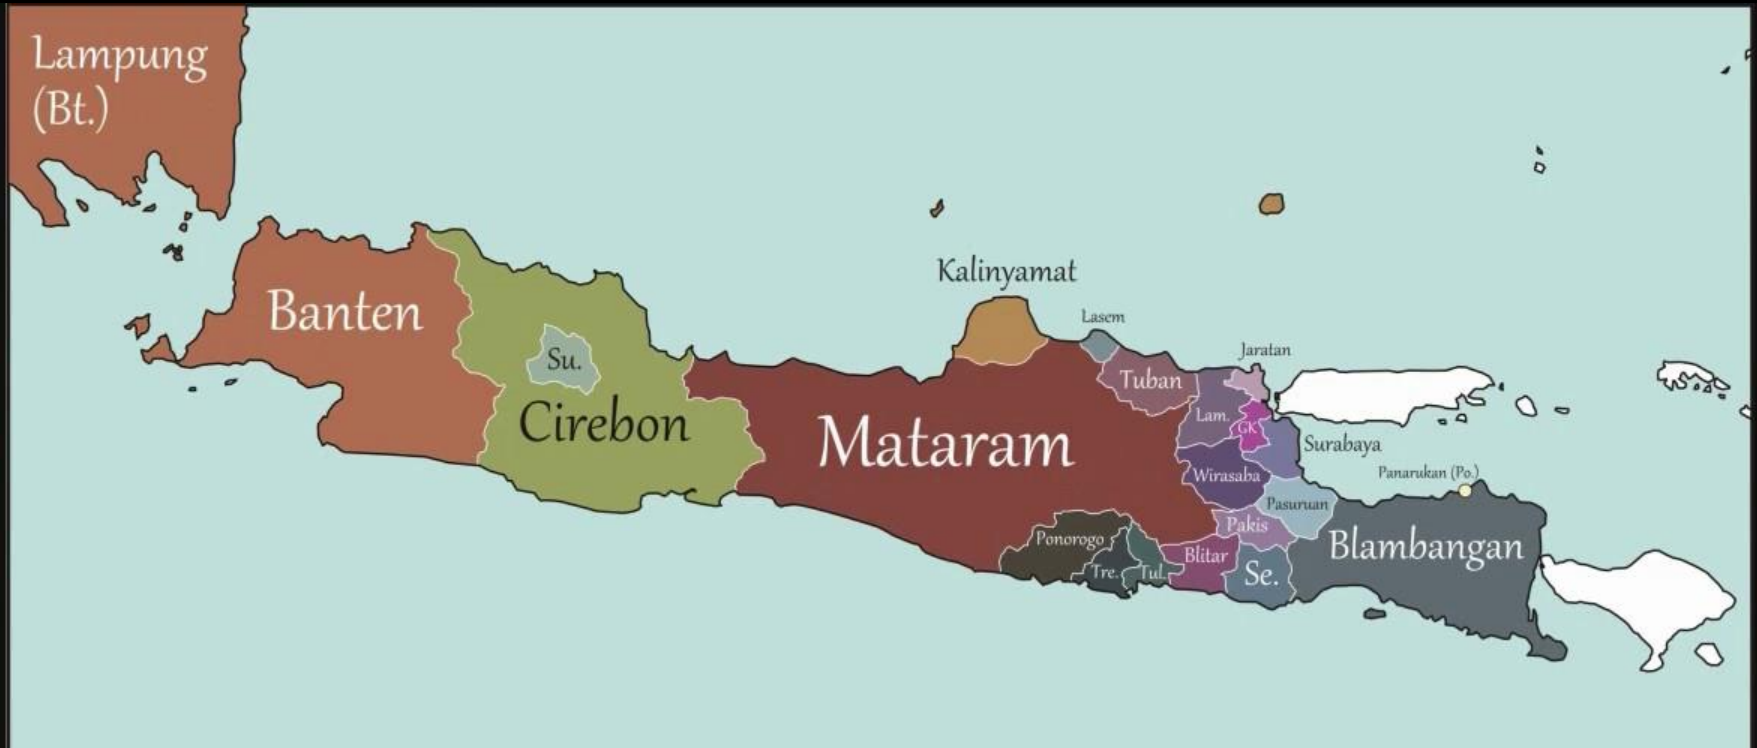 Lampung
(Bt.)
Banten
Su.
Cirebon
Mataram
Kalinyamat
Lasem
Tuban
Jaratan
Lam.
GK
Surabaya
Wirasaba
Panarukan (Po.)
Pasuruan
Pakis
Blambangan
Ponorogo
Tre.
Tul.
Blitar
Se.